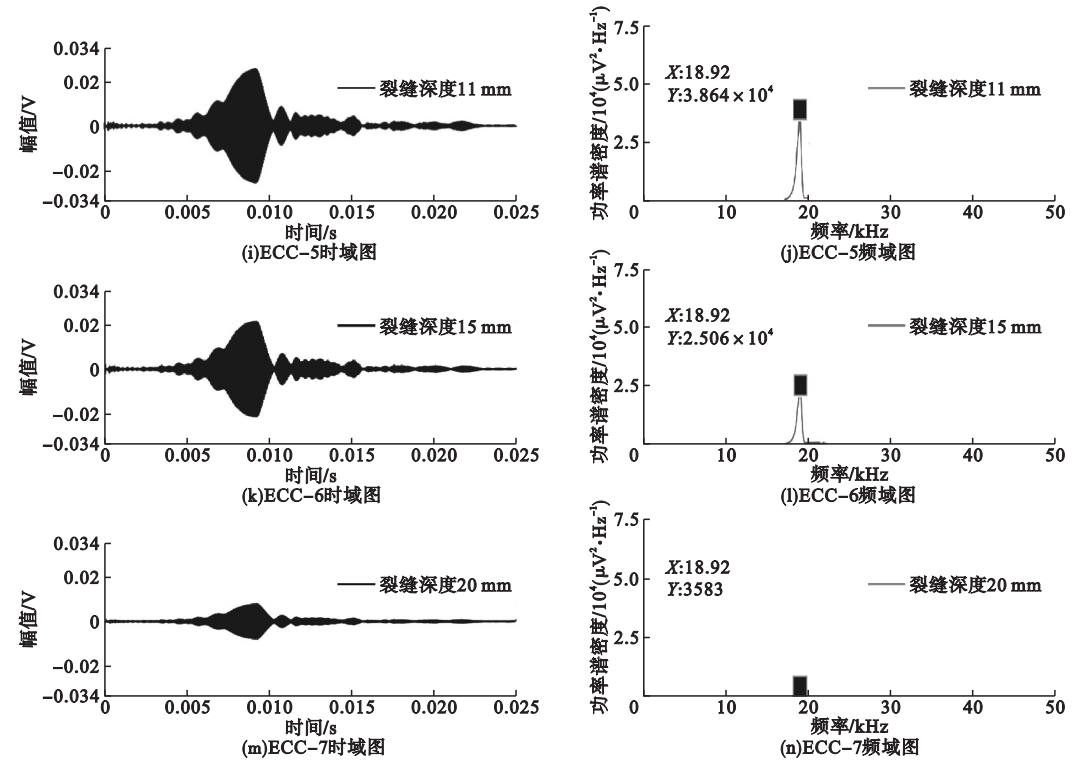 0.034
0.02
0
−0.02
−0.034
幅值/V
裂缝深度11 mm
0
0.005
0.010
0.015
0.020
0.025
时间/s
(i)ECC−5时域图
7.5
5.0
2.5
0
功率谱密度/10⁴(μV²·Hz⁻¹)
X:18.92
Y:3.864×10⁴
裂缝深度11 mm
10
20
30
40
50
频率/kHz
(j)ECC−5频域图
0.034
0.02
0
−0.02
−0.034
幅值/V
裂缝深度15 mm
0
0.005
0.010
0.015
0.020
0.025
时间/s
(k)ECC−6时域图
7.5
5.0
2.5
0
功率谱密度/10⁴(μV²·Hz⁻¹)
X:18.92
Y:2.506×10⁴
裂缝深度15 mm
10
20
30
40
50
频率/kHz
(l)ECC−6频域图
0.034
0.02
0
−0.02
−0.034
幅值/V
裂缝深度20 mm
0
0.005
0.010
0.015
0.020
0.025
时间/s
(m)ECC−7时域图
7.5
5.0
2.5
0
功率谱密度/10⁴(μV²·Hz⁻¹)
X:18.92
Y:3583
裂缝深度20 mm
10
20
30
40
50
频率/kHz
(n)ECC−7频域图